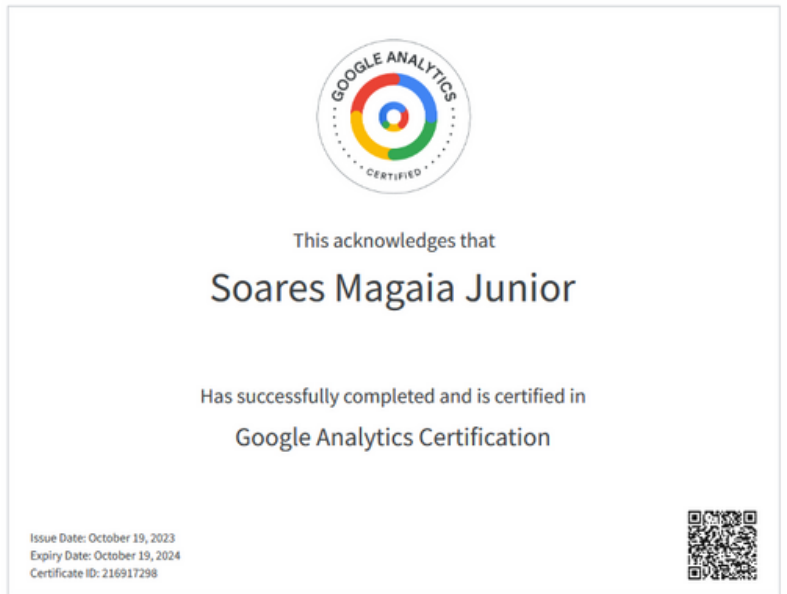 GOOGLE ANALYTICS
CERTIFIED
This acknowledges that
Soares Magaia Junior
Has successfully completed and is certified in
Google Analytics Certification
Issue Date: October 19, 2023
Expiry Date: October 19, 2024
Certificate ID: 216917298